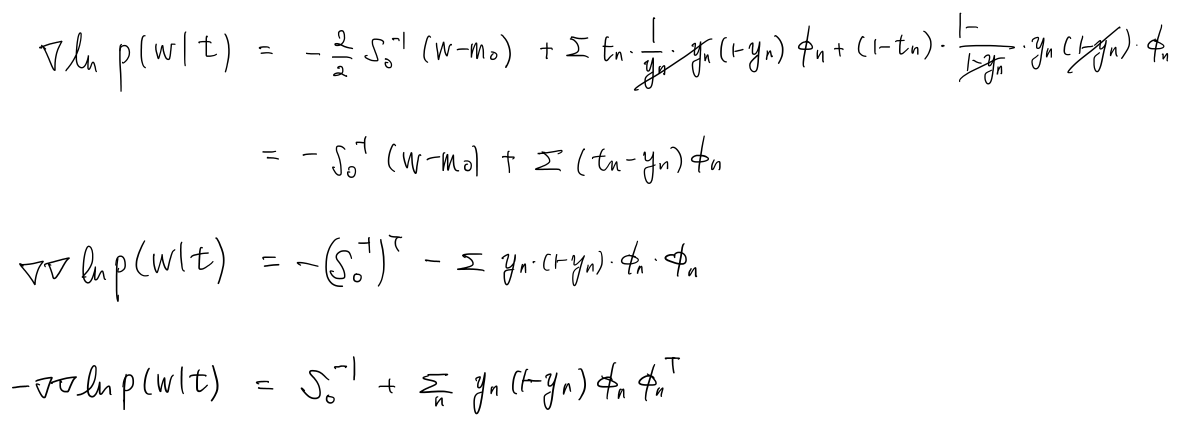 ∇ln p(w|t) = -2/2 S₀⁻¹ (w-m₀) + Σ tₙ · 1/yₙ · yₙ (1-yₙ) ϕₙ + (1-tₙ) · 1-/1-yₙ · yₙ (1-yₙ) · ϕₙ
= - S₀⁻¹ (w-m₀) + Σ (tₙ-yₙ) ϕₙ
∇∇ ln p(w|t) = -(S₀⁻¹)ᵀ - Σ yₙ · (1-yₙ) · ϕₙ · ϕₙ
-∇∇ ln p(w|t) = S₀⁻¹ + Σₙ yₙ (1-yₙ) ϕₙ ϕₙᵀ